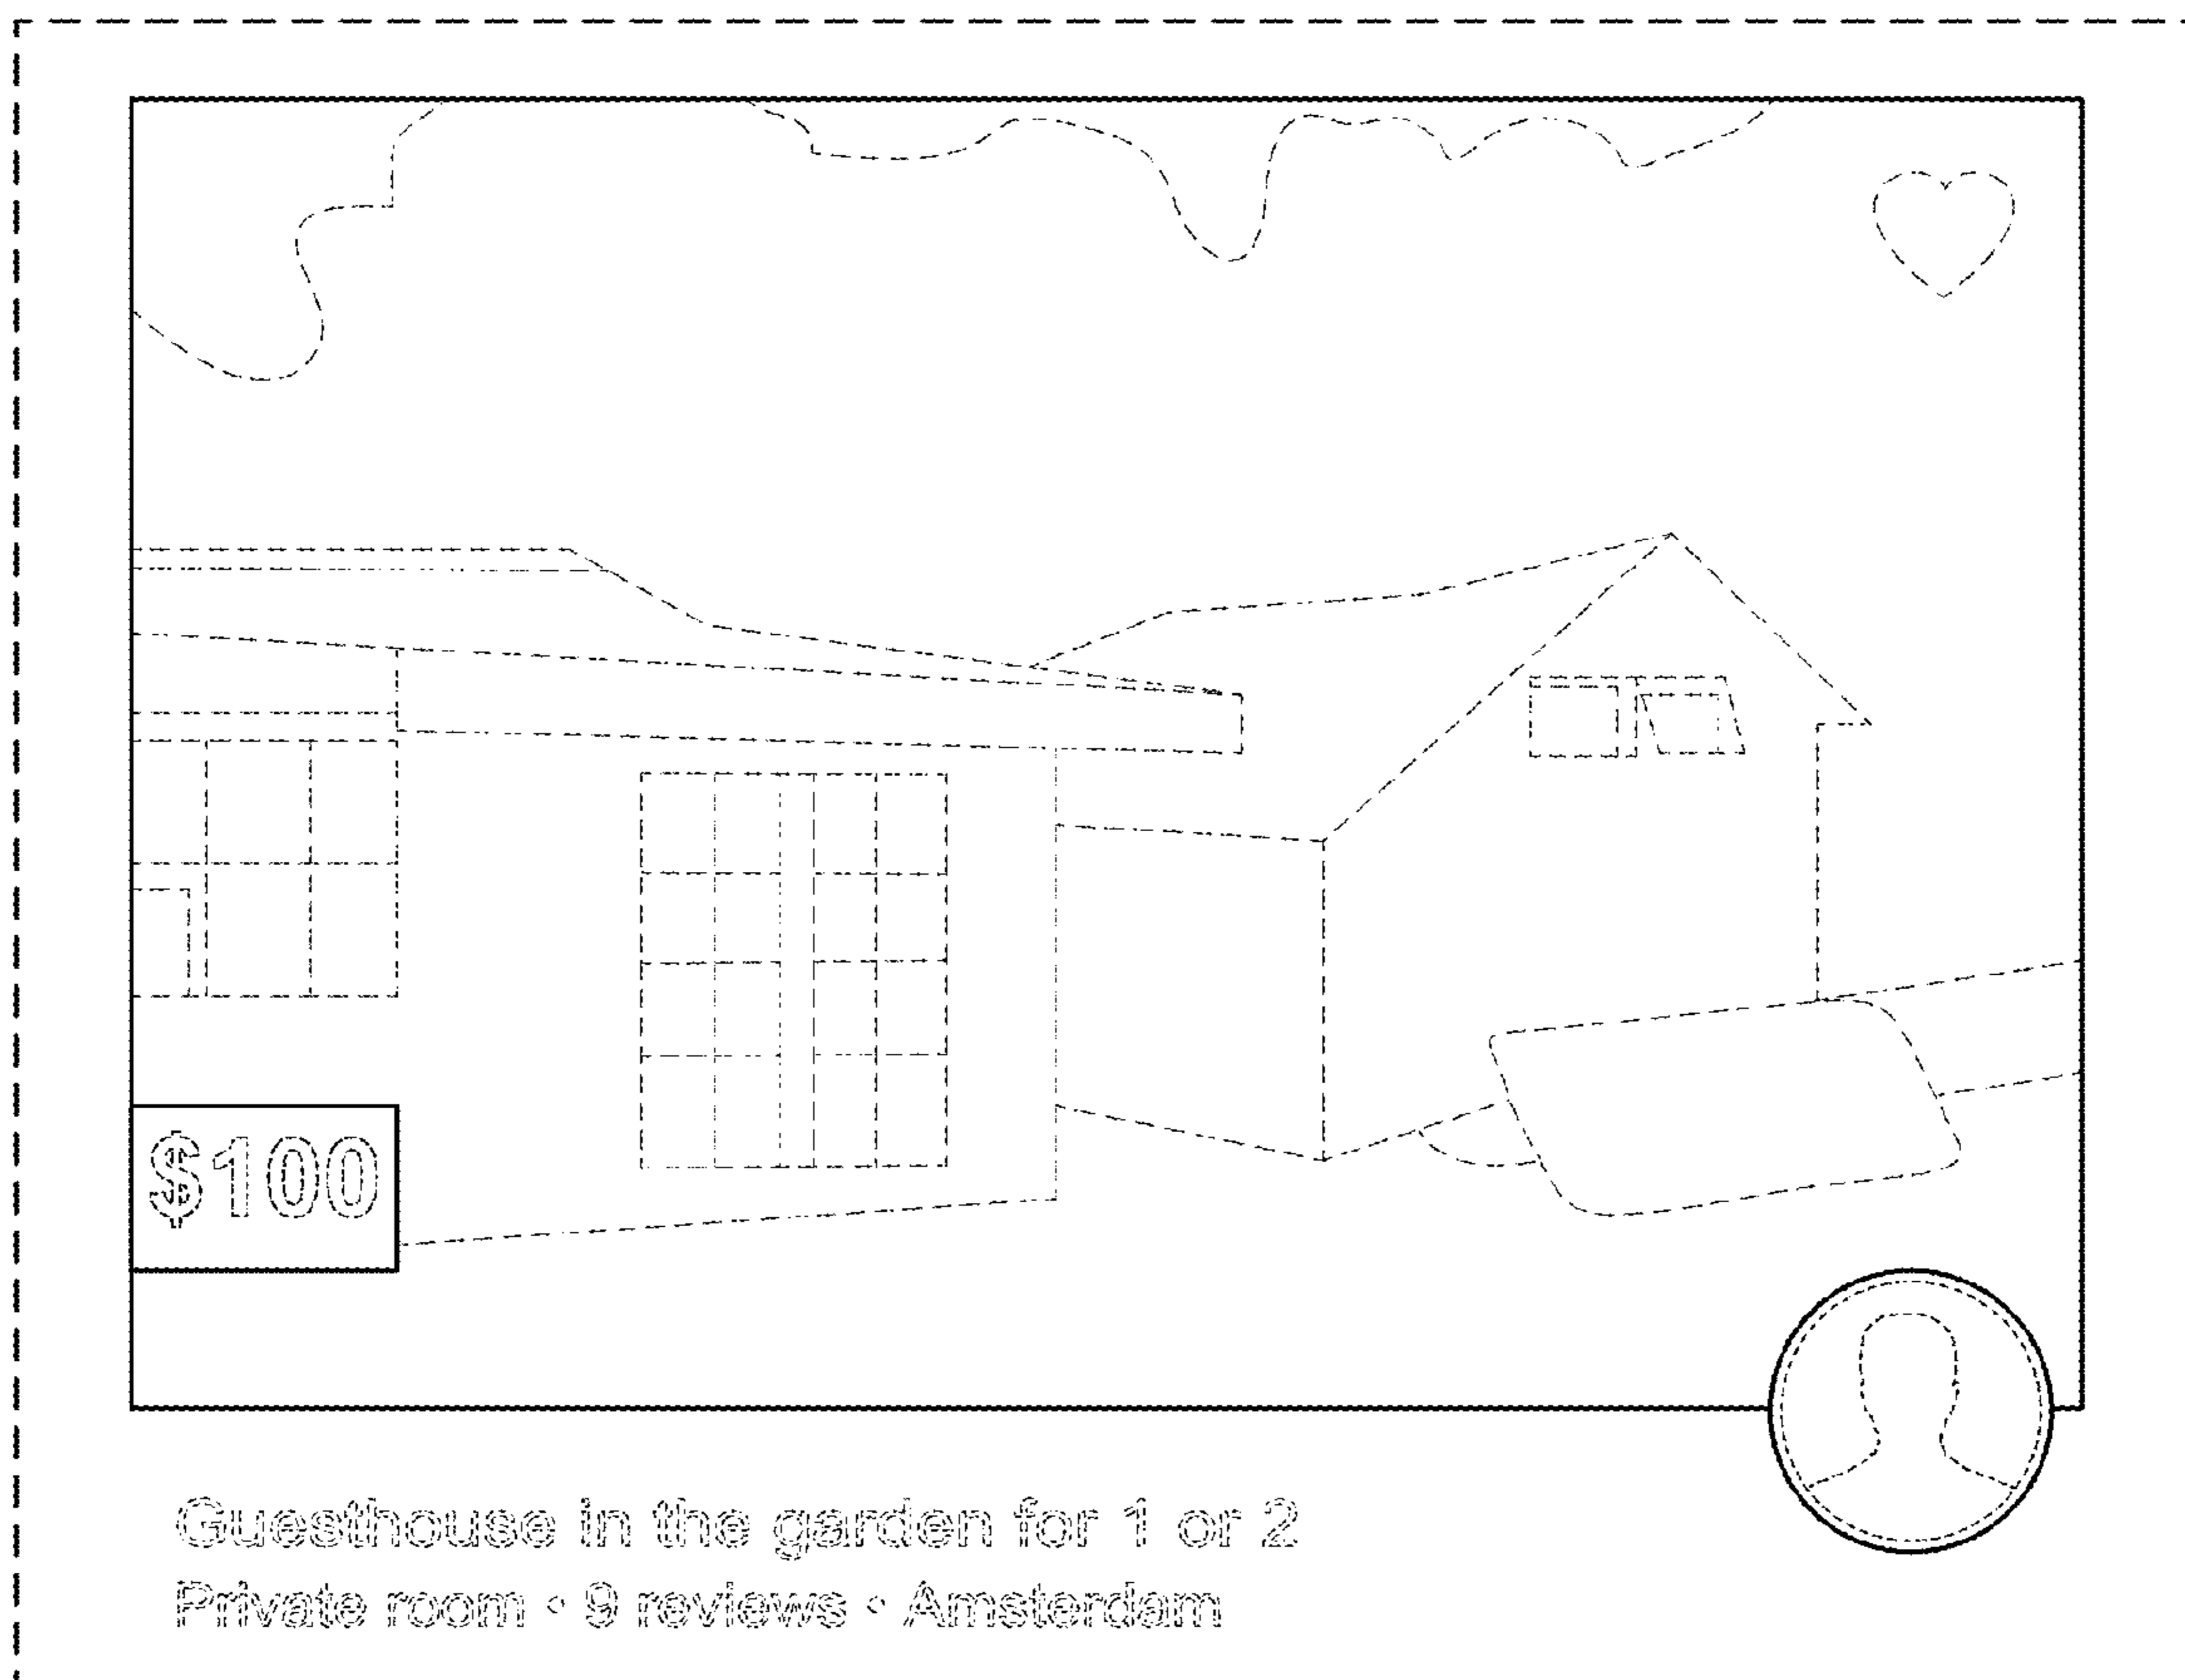 $100
Guesthouse in the garden for 1 or 2
Private room • 9 reviews • Amsterdam